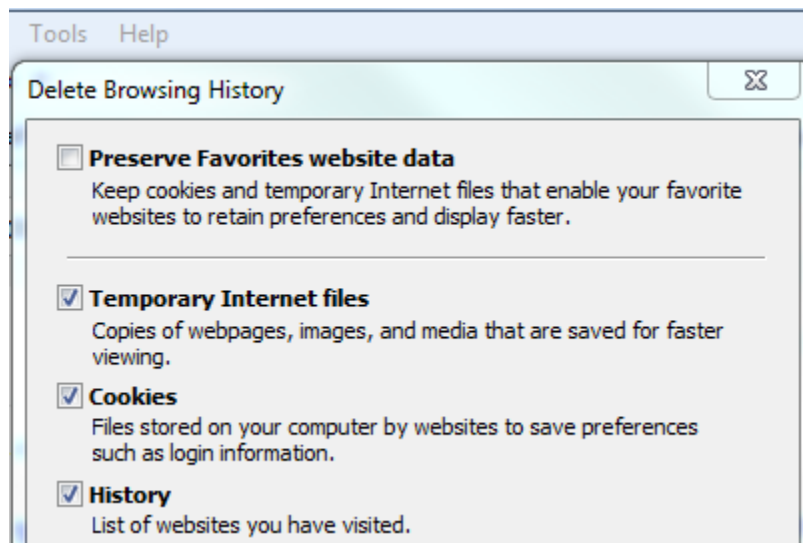 Tools Help
Delete Browsing History
Preserve Favorites website data
Keep cookies and temporary Internet files that enable your favorite
websites to retain preferences and display faster.
Temporary Internet files
Copies of webpages, images, and media that are saved for faster
viewing.
Cookies
Files stored on your computer by websites to save preferences
such as login information.
History
List of websites you have visited.